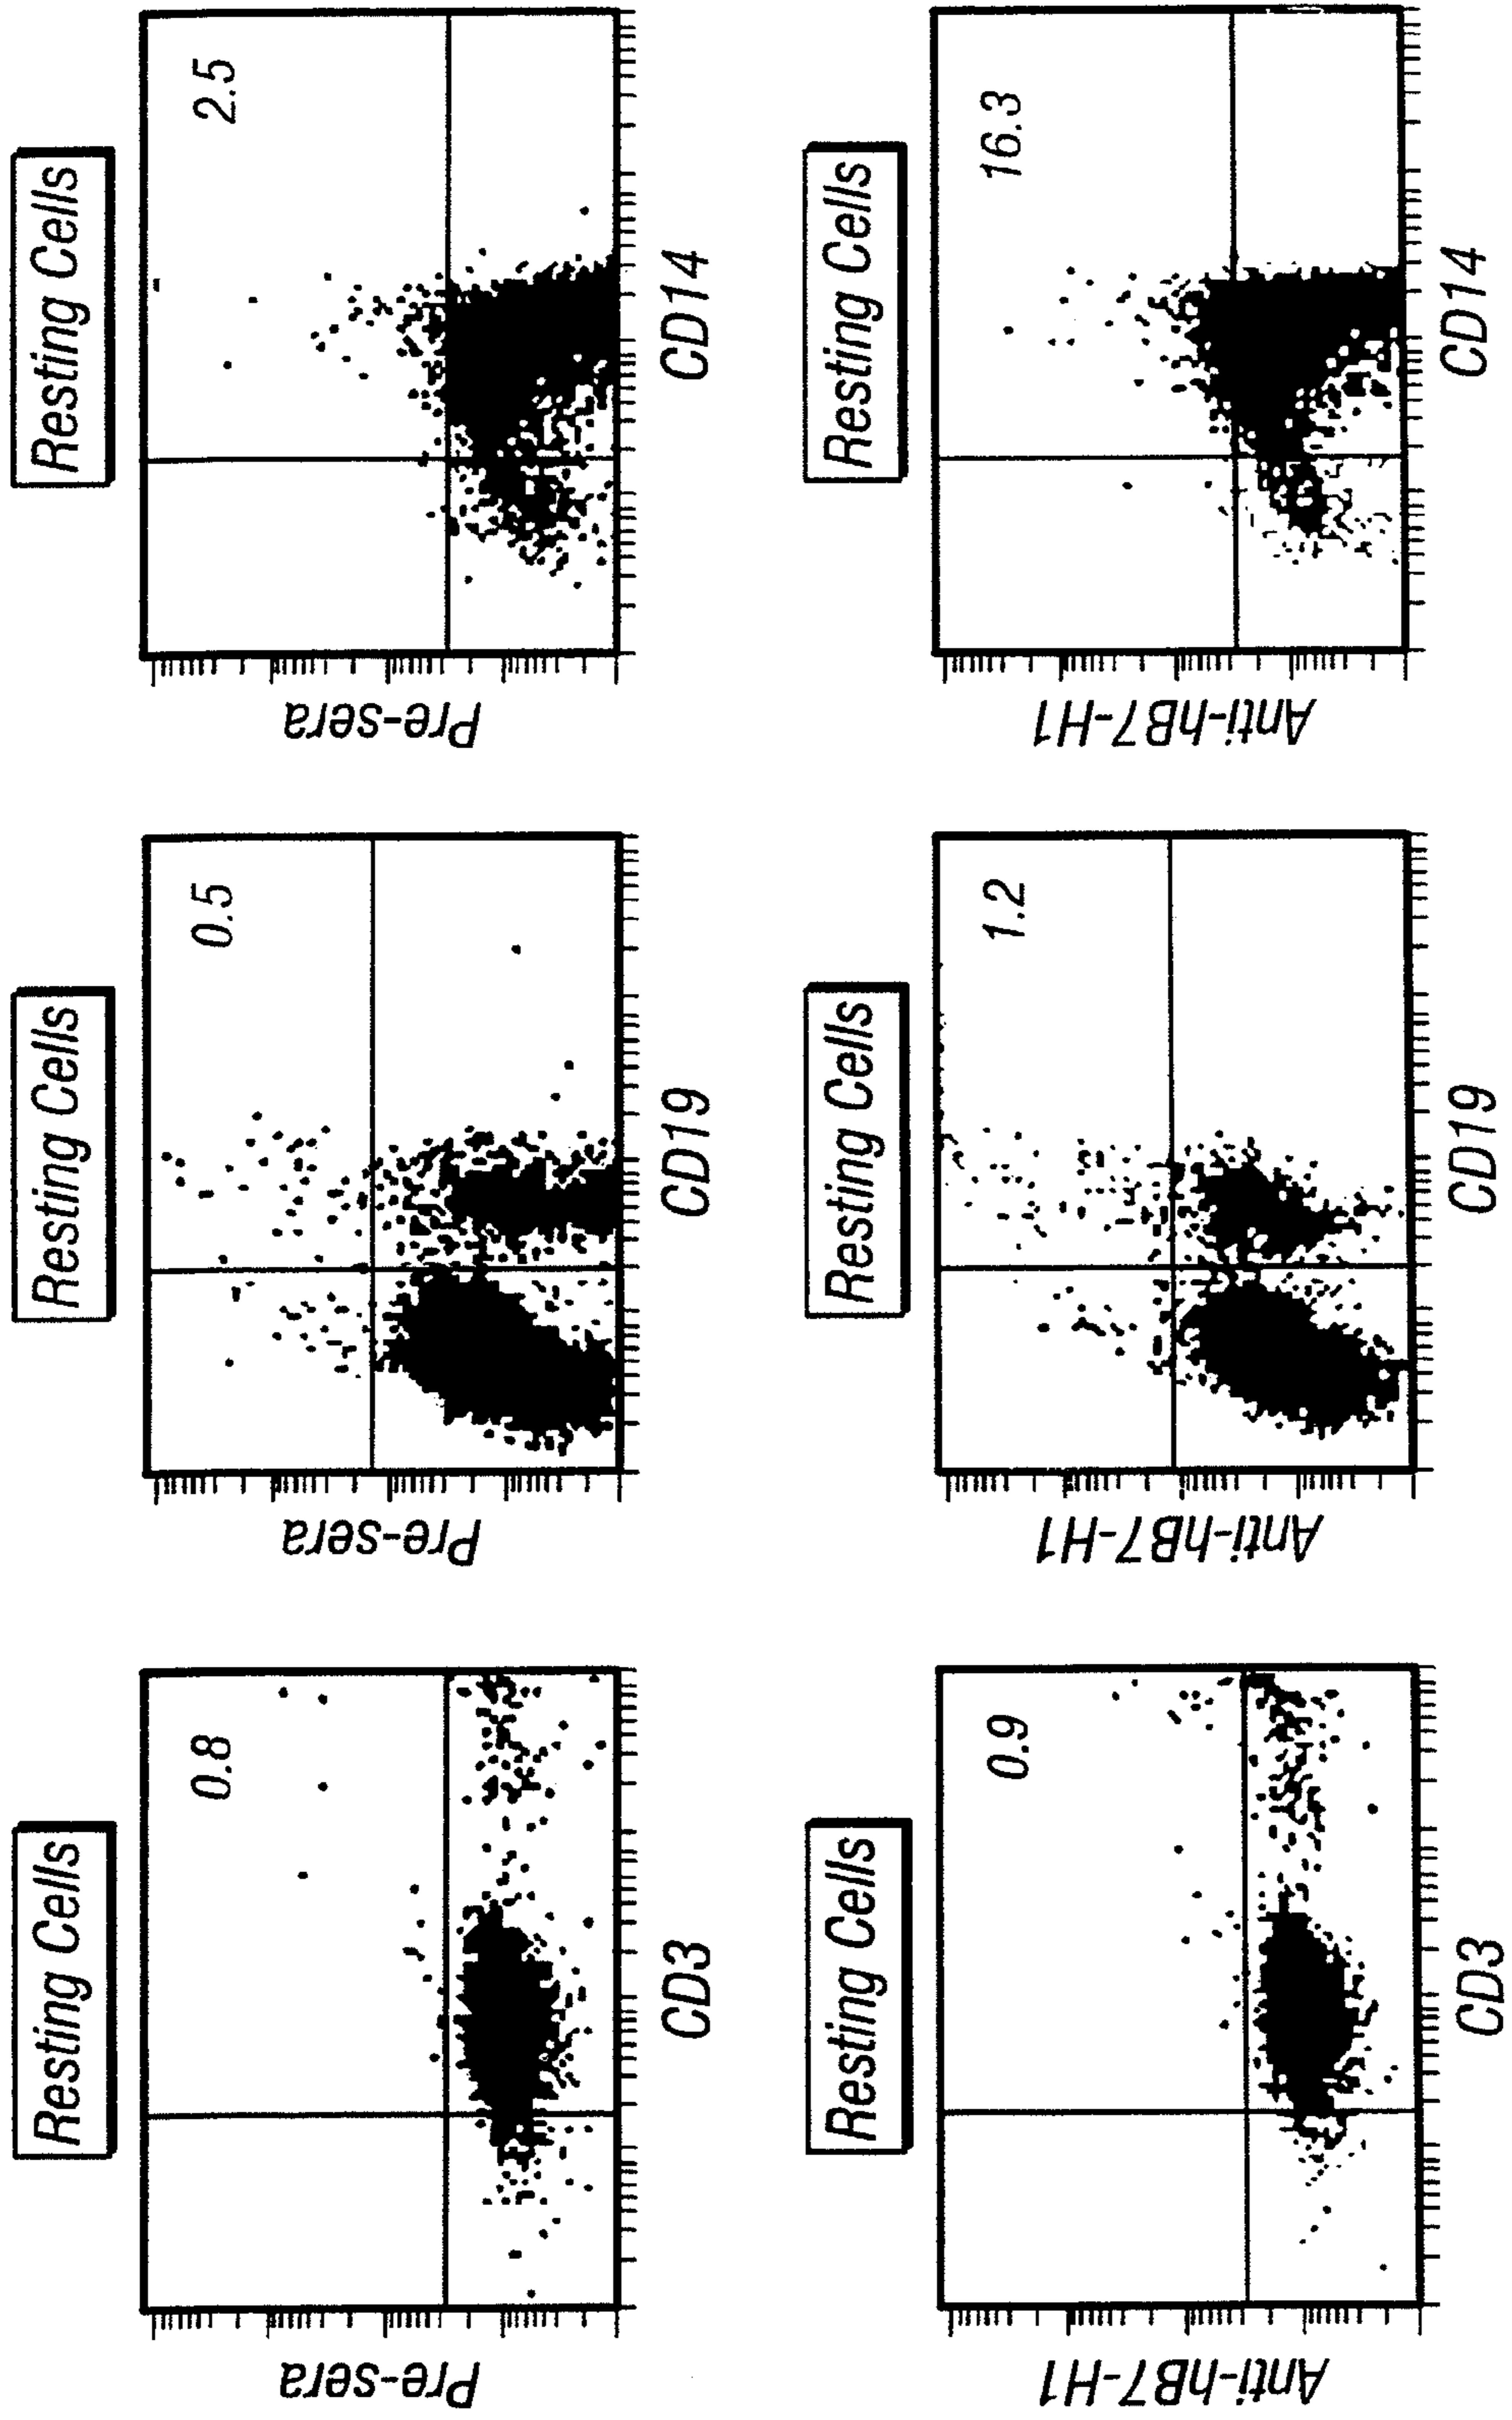 Resting Cells
0.8
Pre-sera
CD3
Resting Cells
0.5
Pre-sera
CD19
Resting Cells
2.5
Pre-sera
CD14
Resting Cells
0.9
Anti-hB7-H1
CD3
Resting Cells
1.2
Anti-hB7-H1
CD19
Resting Cells
16.3
Anti-hB7-H1
CD14